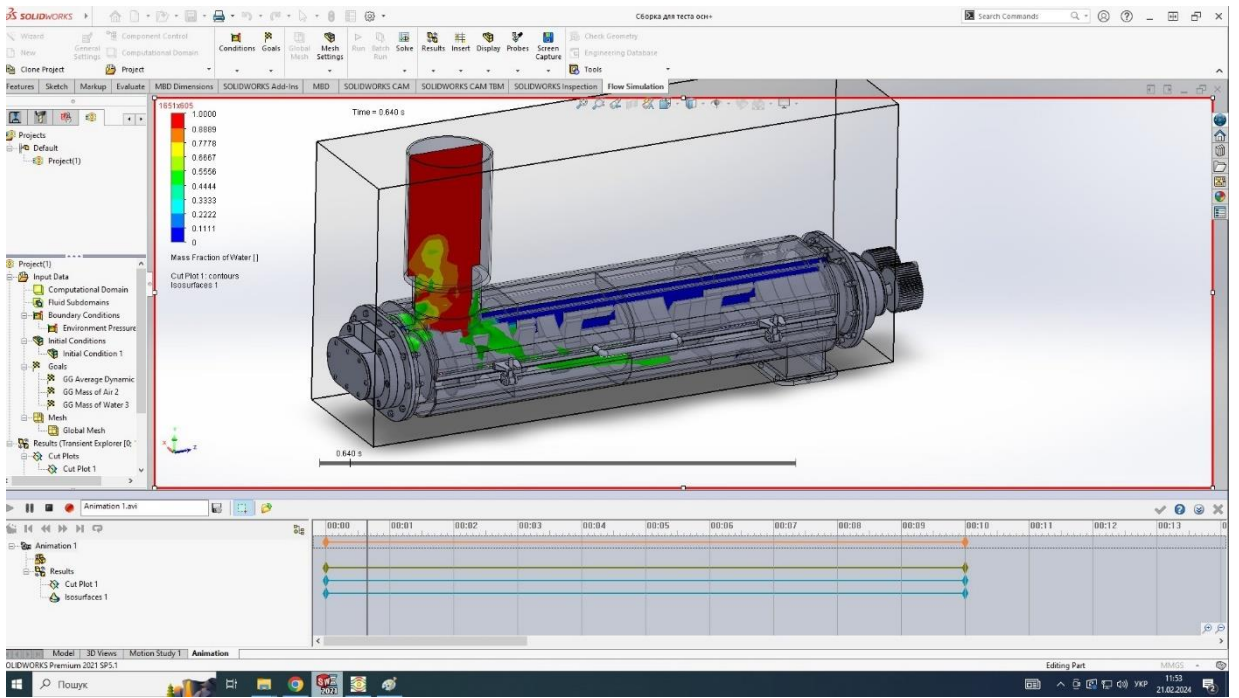 SOLIDWORKS
Сборка для теста осн+
Search Commands
Wizard
New
Clone Project
General Settings
Component Control
Computational Domain
Project
Conditions
Goals
Global Mesh
Mesh Settings
Run
Batch Run
Solve
Results
Insert
Display
Probes
Screen Capture
Check Geometry
Engineering Database
Tools
Features
Sketch
Markup
Evaluate
MBD Dimensions
SOLIDWORKS Add-Ins
MBD
SOLIDWORKS CAM
SOLIDWORKS CAM TBM
SOLIDWORKS Inspection
Flow Simulation
Projects
Default
Project(1)
1651x605
1.0000
0.8889
0.7778
0.6667
0.5556
0.4444
0.3333
0.2222
0.1111
0
Mass Fraction of Water [ ]
Cut Plot 1: contours
Isosurfaces 1
Time = 0.640 s
0.640 s
Project(1)
Input Data
Computational Domain
Fluid Subdomains
Boundary Conditions
Environment Pressure
Initial Conditions
Initial Condition 1
Goals
GG Average Dynamic
GG Mass of Air 2
GG Mass of Water 3
Mesh
Global Mesh
Results (Transient Explorer [0;
Cut Plots
Cut Plot 1
Animation 1.avi
00:00 00:01 00:02 00:03 00:04 00:05 00:06 00:07 00:08 00:09 00:10 00:11 00:12 00:13
Animation 1
Results
Cut Plot 1
Isosurfaces 1
Model
3D Views
Motion Study 1
Animation
SOLIDWORKS Premium 2021 SP5.1
Editing Part
MMGS
Пошук
УКР
11:53
21.02.2024